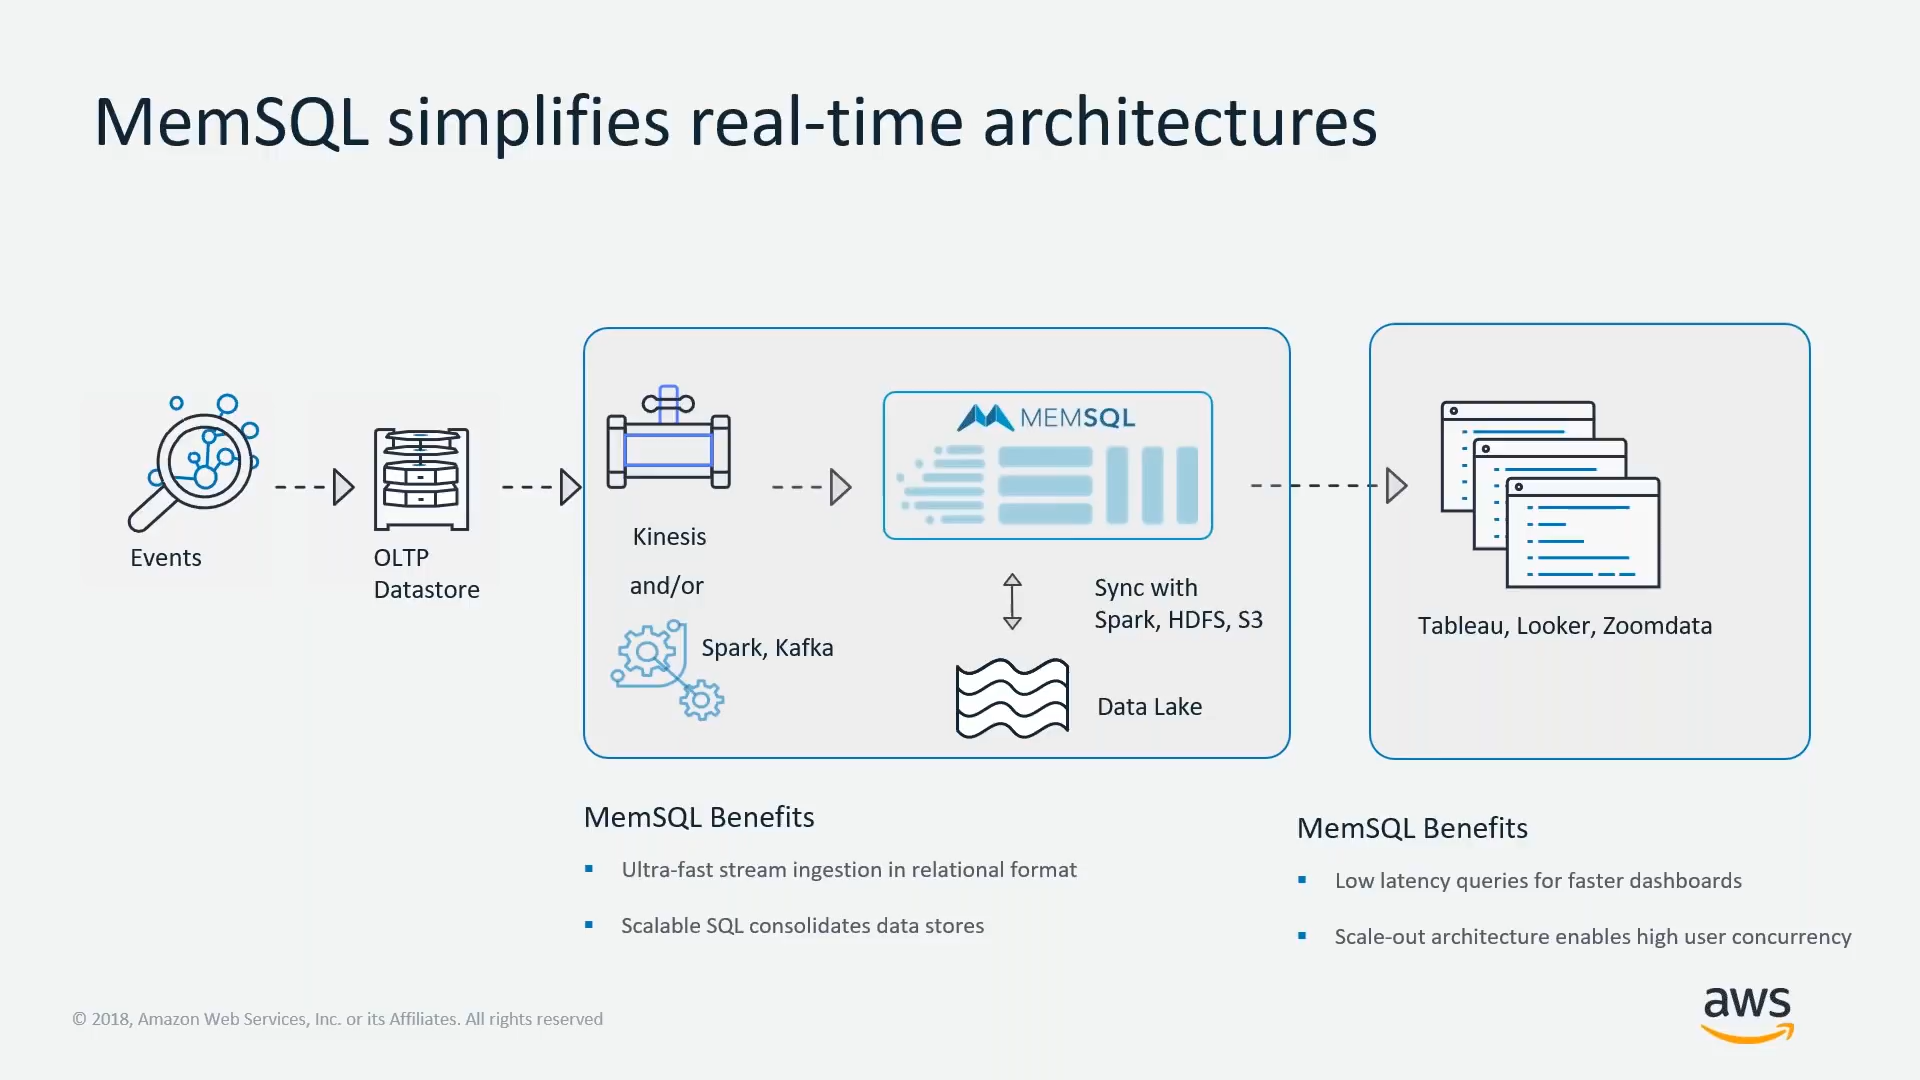 MemSQL simplifies real-time architectures
Events
OLTP
Datastore
Kinesis
and/or
Spark, Kafka
MEMSQL
Sync with
Spark, HDFS, S3
Data Lake
Tableau, Looker, Zoomdata
MemSQL Benefits
Ultra-fast stream ingestion in relational format
Scalable SQL consolidates data stores
MemSQL Benefits
Low latency queries for faster dashboards
Scale-out architecture enables high user concurrency
© 2018, Amazon Web Services, Inc. or its Affiliates. All rights reserved
aws